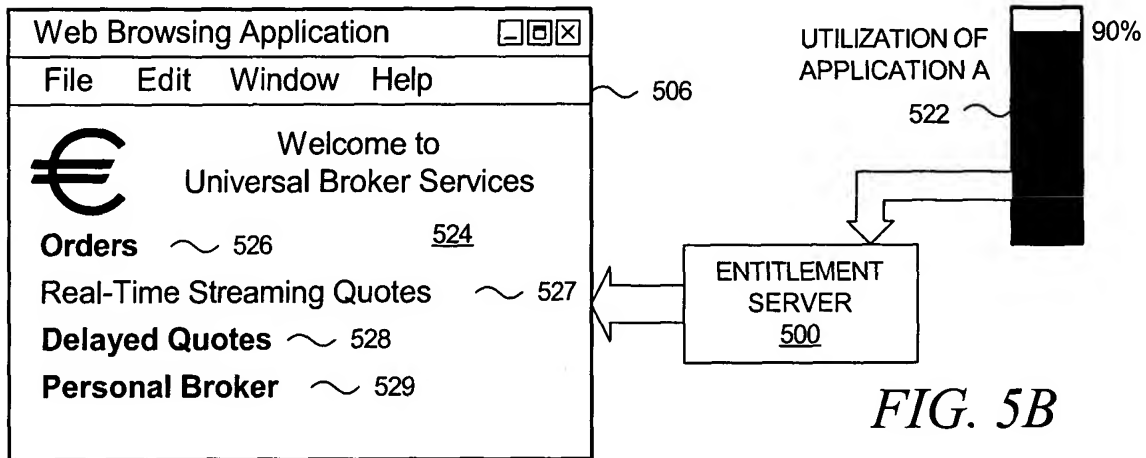 Web Browsing Application
File Edit Window Help
506
€
Welcome to
Universal Broker Services
524
Orders 526
Real-Time Streaming Quotes 527
Delayed Quotes 528
Personal Broker 529
UTILIZATION OF
APPLICATION A
522
90%
ENTITLEMENT
SERVER
500
FIG. 5B